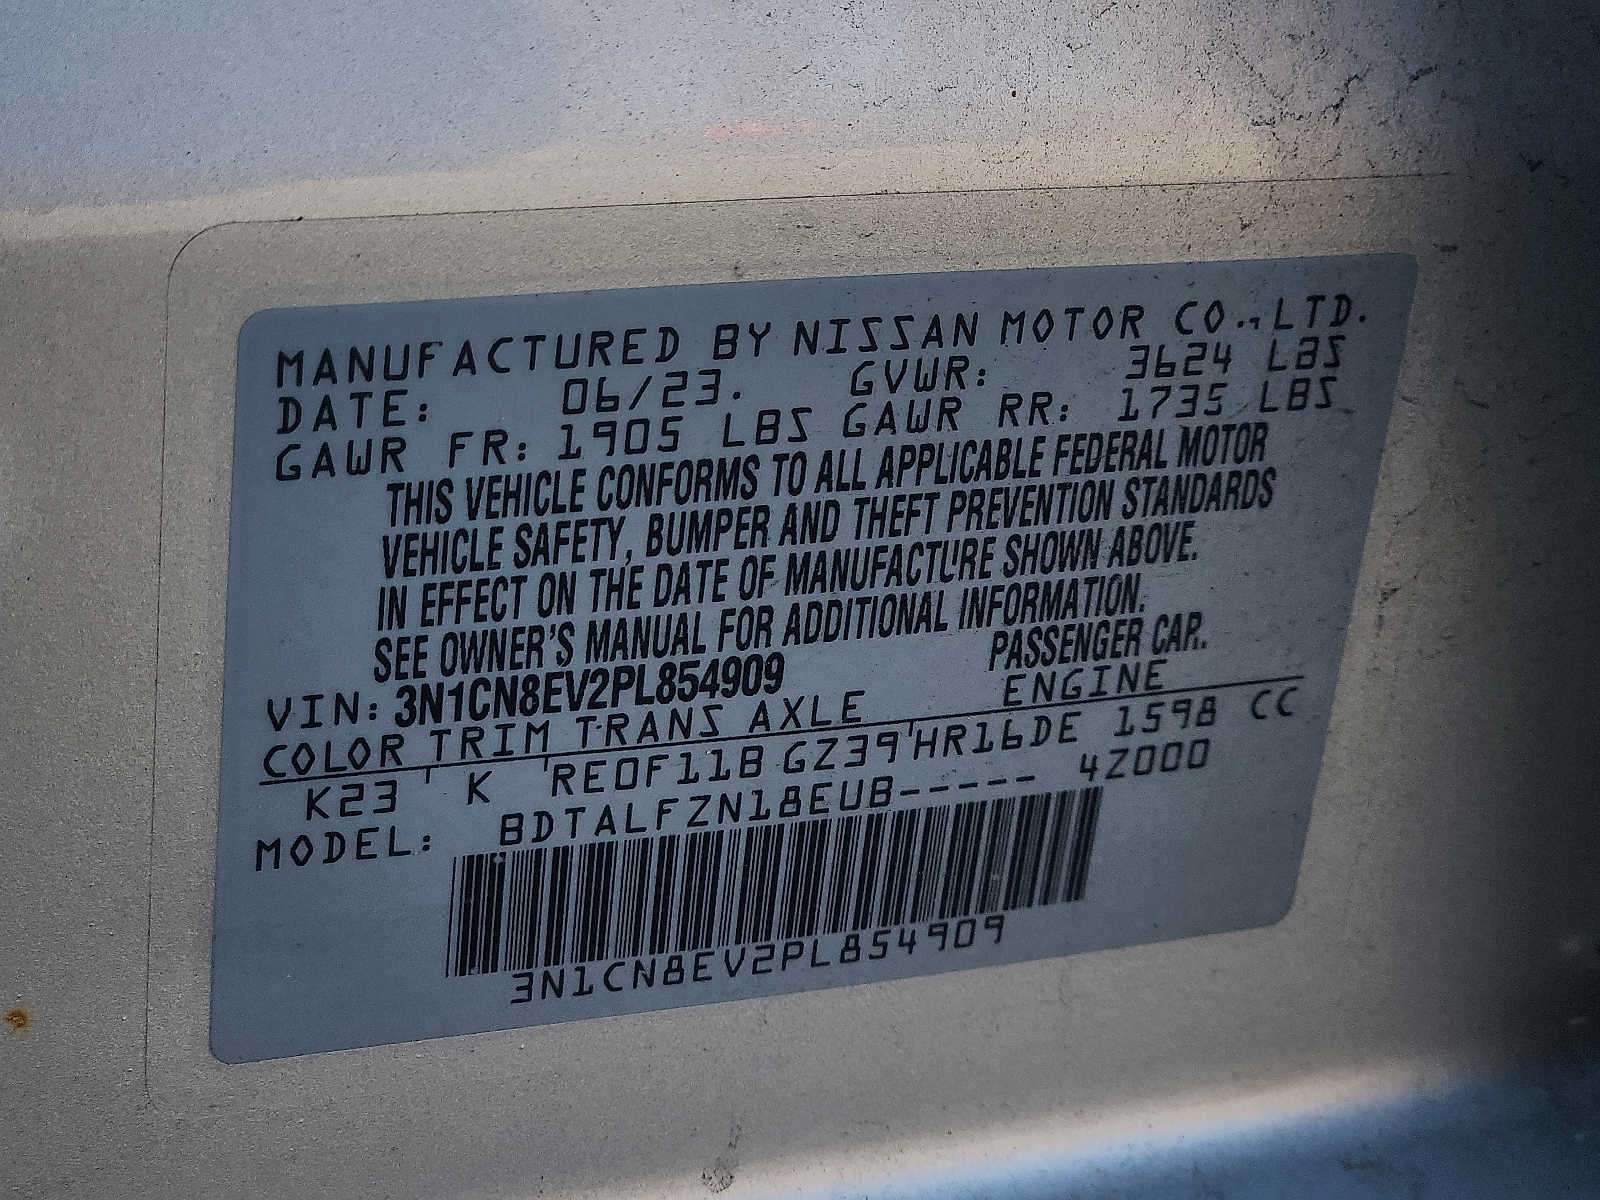 MANUFACTURED BY NISSAN MOTOR CO., LTD.
DATE: 06/23. GVWR: 3624 LBS
GAWR FR: 1905 LBS GAWR RR: 1735 LBS
THIS VEHICLE CONFORMS TO ALL APPLICABLE FEDERAL MOTOR
VEHICLE SAFETY, BUMPER AND THEFT PREVENTION STANDARDS
IN EFFECT ON THE DATE OF MANUFACTURE SHOWN ABOVE.
SEE OWNER'S MANUAL FOR ADDITIONAL INFORMATION.
VIN: 3N1CN8EV2PL854909 PASSENGER CAR.
COLOR TRIM TRANS AXLE ENGINE
K23 K RE0F11B GZ39 HR16DE 1598 CC
MODEL: BDTALFZN18EUB----- 4Z000
3N1CN8EV2PL854909